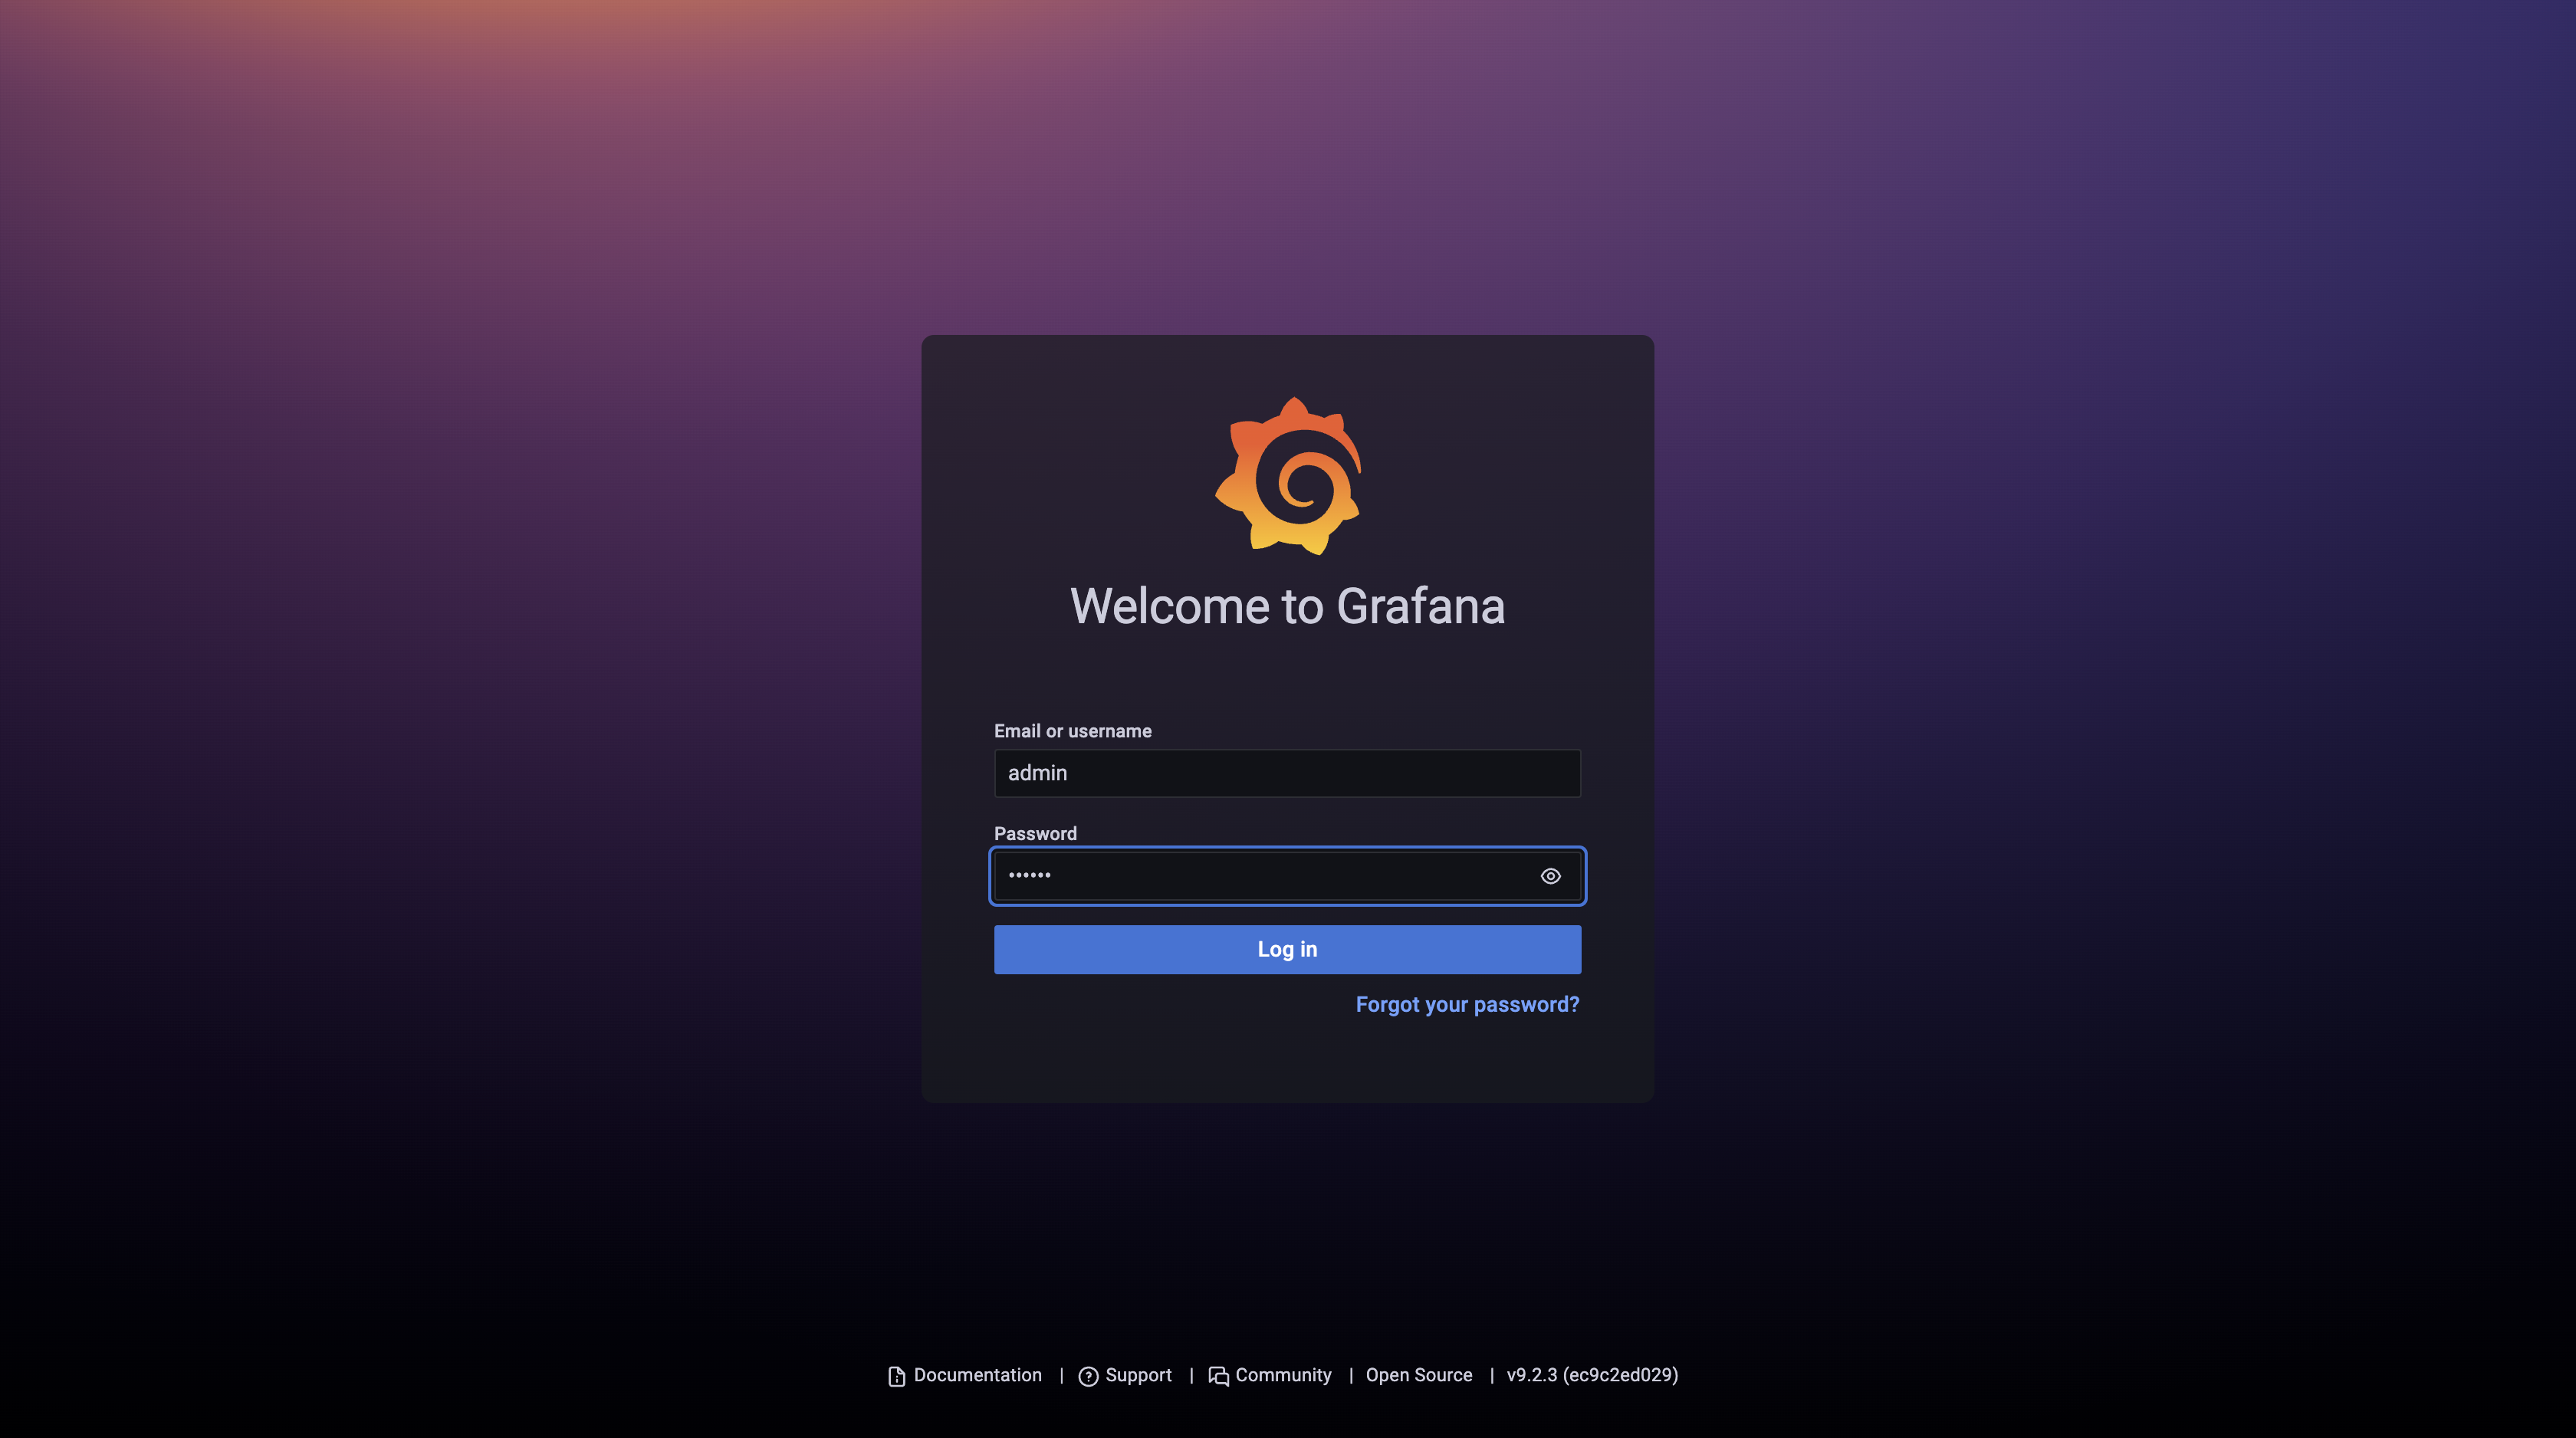 Welcome to Grafana
Email or username
admin
Password
••••••
Log in
Forgot your password?
Documentation | Support | Community | Open Source | v9.2.3 (ec9c2ed029)